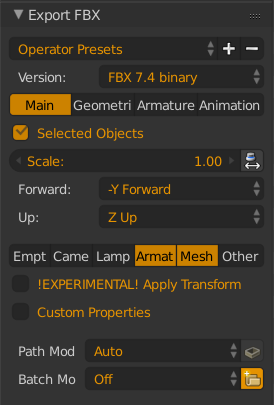 Export FBX
Operator Presets
Version: FBX 7.4 binary
Main Geometri Armature Animation
Selected Objects
Scale: 1.00
Forward: -Y Forward
Up: Z Up
Empt Came Lamp Armat Mesh Other
!EXPERIMENTAL! Apply Transform
Custom Properties
Path Mod Auto
Batch Mo Off